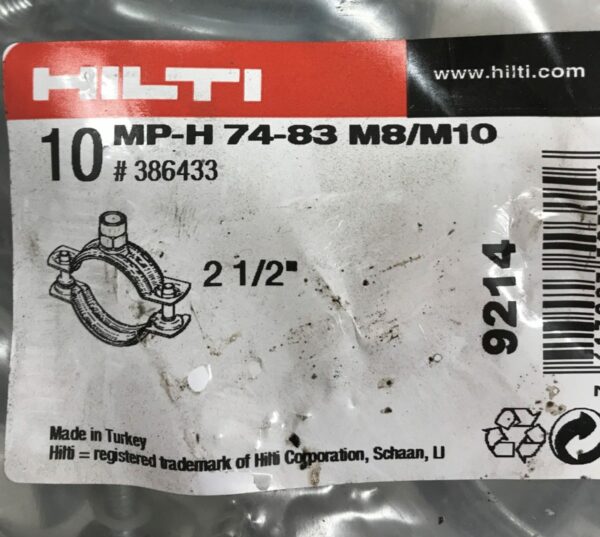 HILTI
www.hilti.com
10 MP-H 74-83 M8/M10
# 386433
2 1/2"
9214
Made in Turkey
Hilti = registered trademark of Hilti Corporation, Schaan, LI